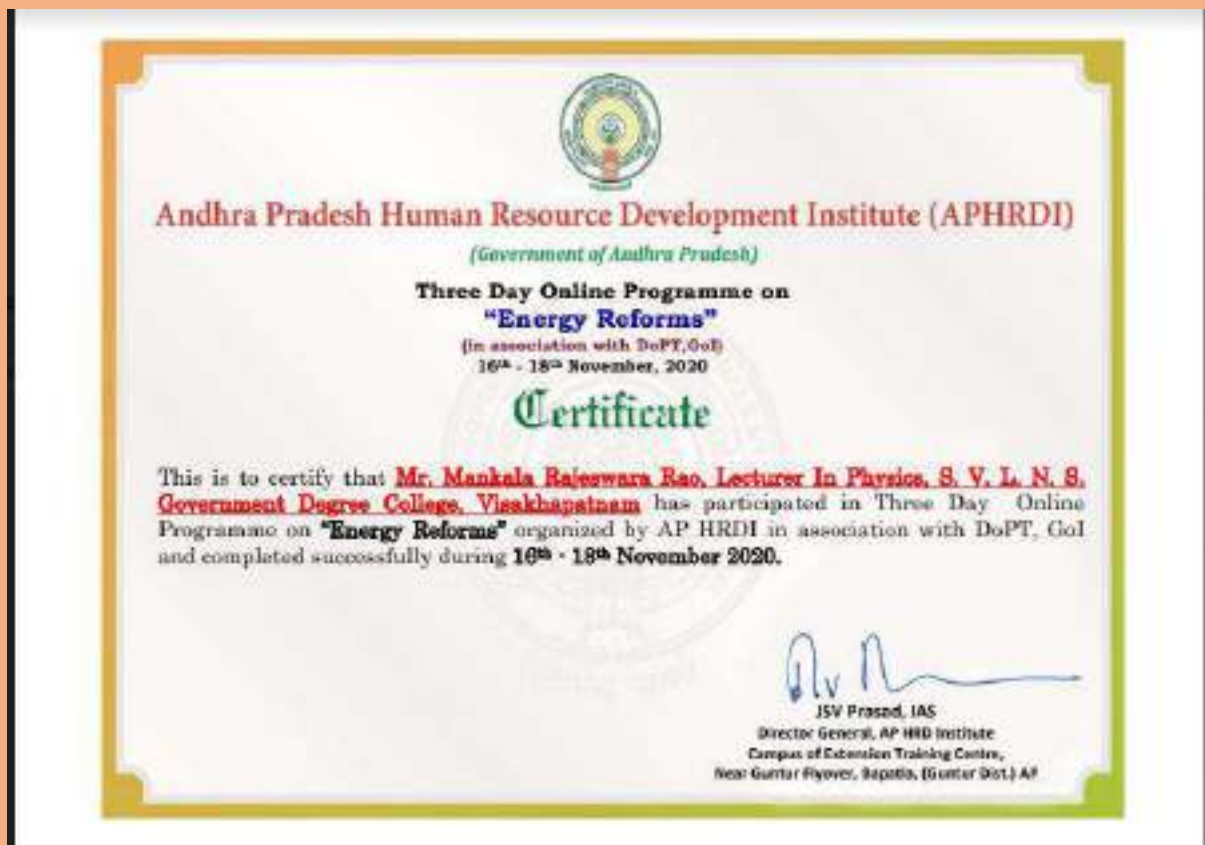 Andhra Pradesh Human Resource Development Institute (APHRDI)
(Government of Andhra Pradesh)
Three Day Online Programme on
"Energy Reforms"
(in association with DoPT,GoI)
16th - 18th November, 2020
Certificate
This is to certify that Mr. Mankala Rajeswara Rao, Lecturer In Physics, S. V. L. N. S.
Government Degree College, Visakhapatnam has participated in Three Day Online
Programme on "Energy Reforms" organized by AP HRDI in association with DoPT, GoI
and completed successfully during 16th - 18th November 2020.
JSV Prasad, IAS
Director General, AP HRD Institute
Campus of Extension Training Centre,
Near Guntur Flyover, Bapatla, (Gunter Dist.) AP